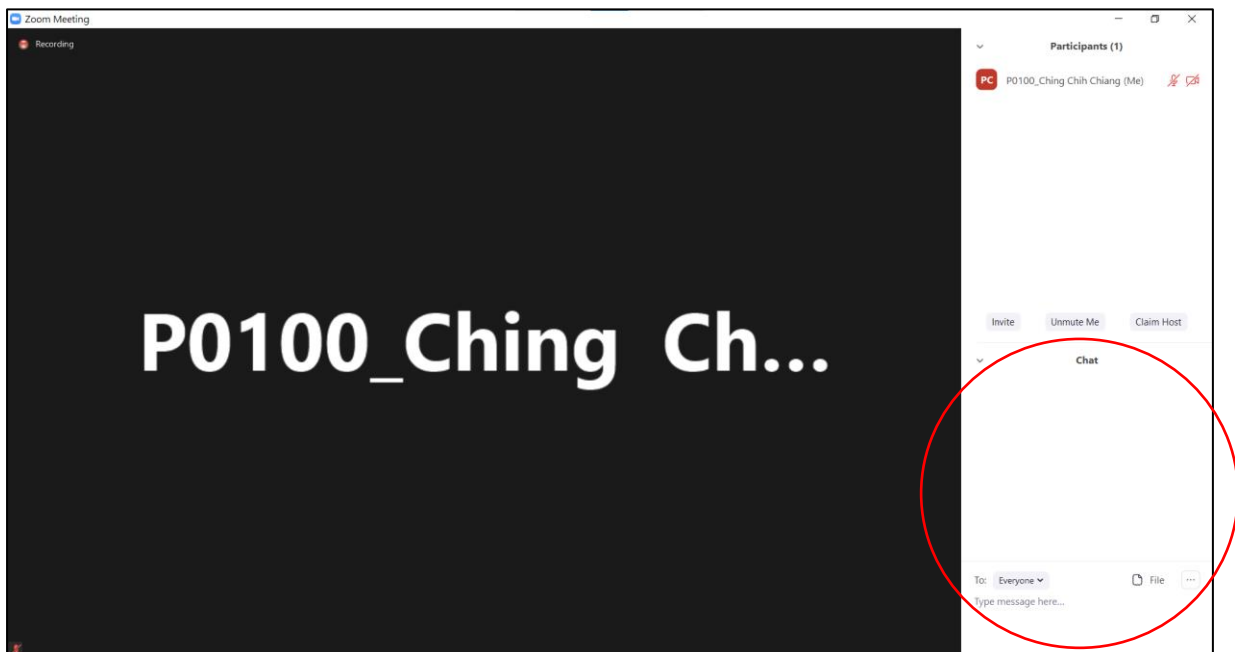 Zoom Meeting
Recording
P0100_Ching Ch...
Participants (1)
PC P0100_Ching Chih Chiang (Me)
Invite Unmute Me Claim Host
Chat
To: Everyone File ...
Type message here...